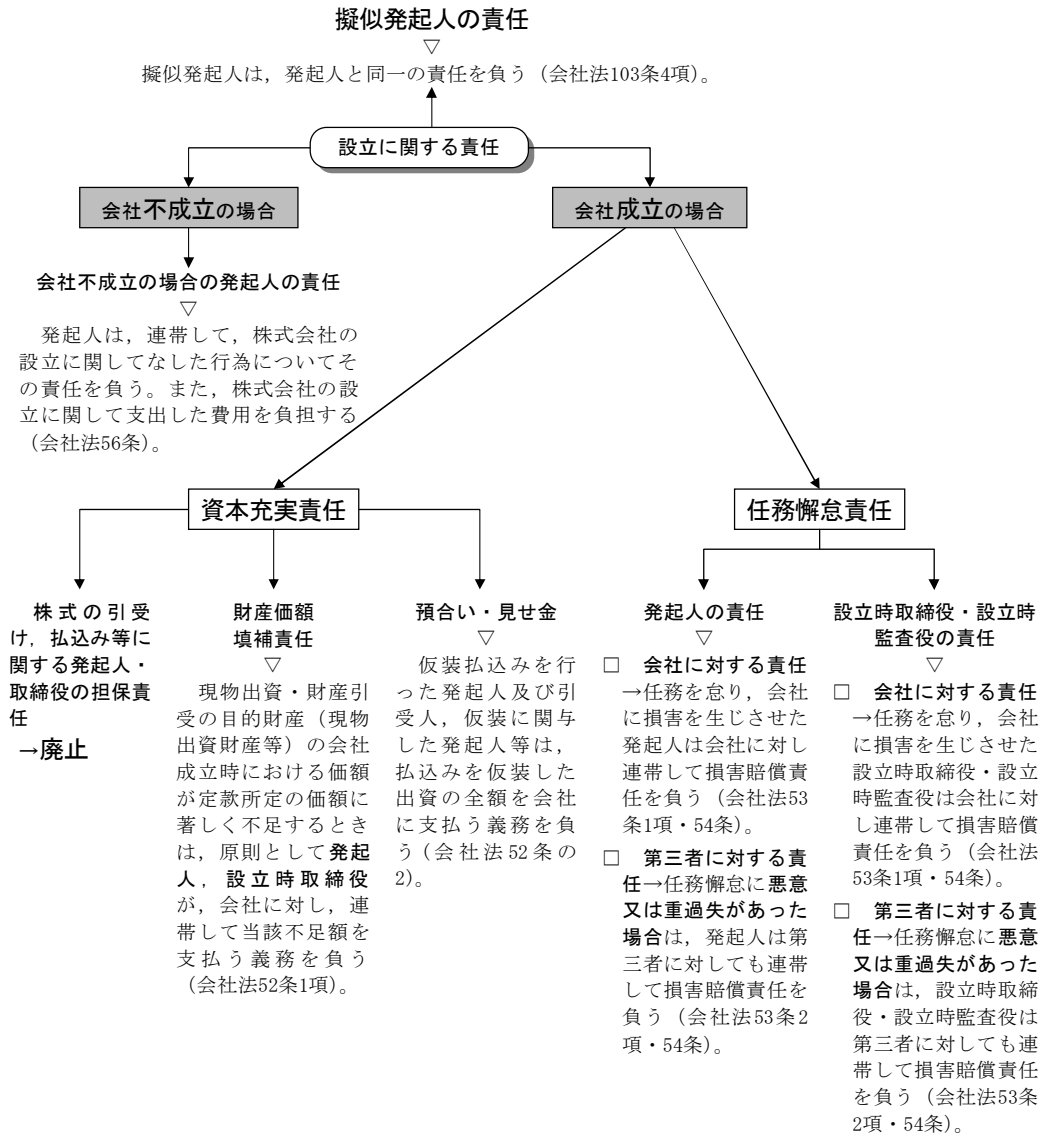 擬似発起人の責任
▽
擬似発起人は，発起人と同一の責任を負う（会社法103条4項）。
設立に関する責任
会社不成立の場合
会社成立の場合
会社不成立の場合の発起人の責任
▽
発起人は，連帯して，株式会社の
設立に関してなした行為についてそ
の責任を負う。また，株式会社の設
立に関して支出した費用を負担する
（会社法56条）。
資本充実責任
任務懈怠責任
株式の引受
け，払込み等に
関する発起人・
取締役の担保責
任
→廃止
財産価額
填補責任
▽
現物出資・財産引
受の目的財産（現物
出資財産等）の会社
成立時における価額
が定款所定の価額に
著しく不足するとき
は，原則として発起
人，設立時取締役
が，会社に対し，連
帯して当該不足額を
支払う義務を負う
（会社法52条1項）。
預合い・見せ金
▽
仮装払込みを行
った発起人及び引
受人，仮装に関与
した発起人等は，
払込みを仮装した
出資の全額を会社
に支払う義務を負
う（会社法52条の
2）。
発起人の責任
▽
□ 会社に対する責任
→任務を怠り，会社
に損害を生じさせた
発起人は会社に対し
連帯して損害賠償責
任を負う（会社法53
条1項・54条）。
□ 第三者に対する責
任→任務懈怠に悪意
又は重過失があった
場合は，発起人は第
三者に対しても連帯
して損害賠償責任を
負う（会社法53条2
項・54条）。
設立時取締役・設立時
監査役の責任
▽
□ 会社に対する責任
→任務を怠り，会社
に損害を生じさせた
設立時取締役・設立
時監査役は会社に対
し連帯して損害賠償
責任を負う（会社法
53条1項・54条）。
□ 第三者に対する責
任→任務懈怠に悪意
又は重過失があった
場合は，設立時取締
役・設立時監査役は
第三者に対しても連
帯して損害賠償責任
を負う（会社法53条
2項・54条）。